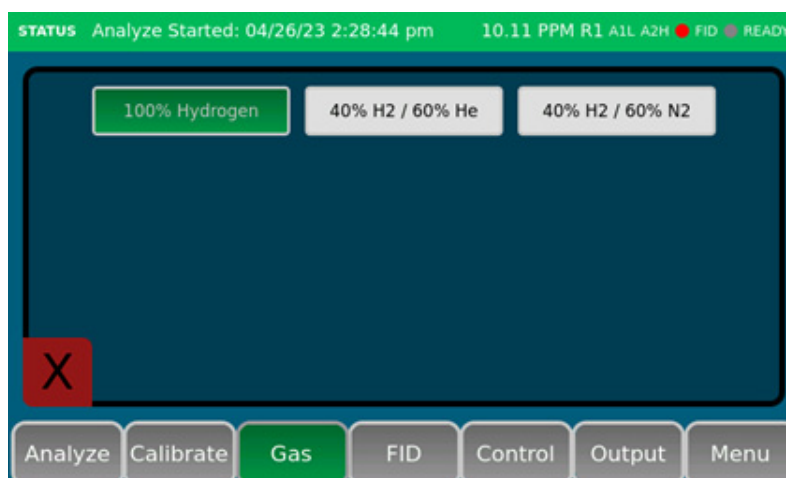 STATUS Analyze Started: 04/26/23 2:28:44 pm 10.11 PPM R1 A1L A2H FID READY
100% Hydrogen 40% H2 / 60% He 40% H2 / 60% N2
X
Analyze Calibrate Gas FID Control Output Menu